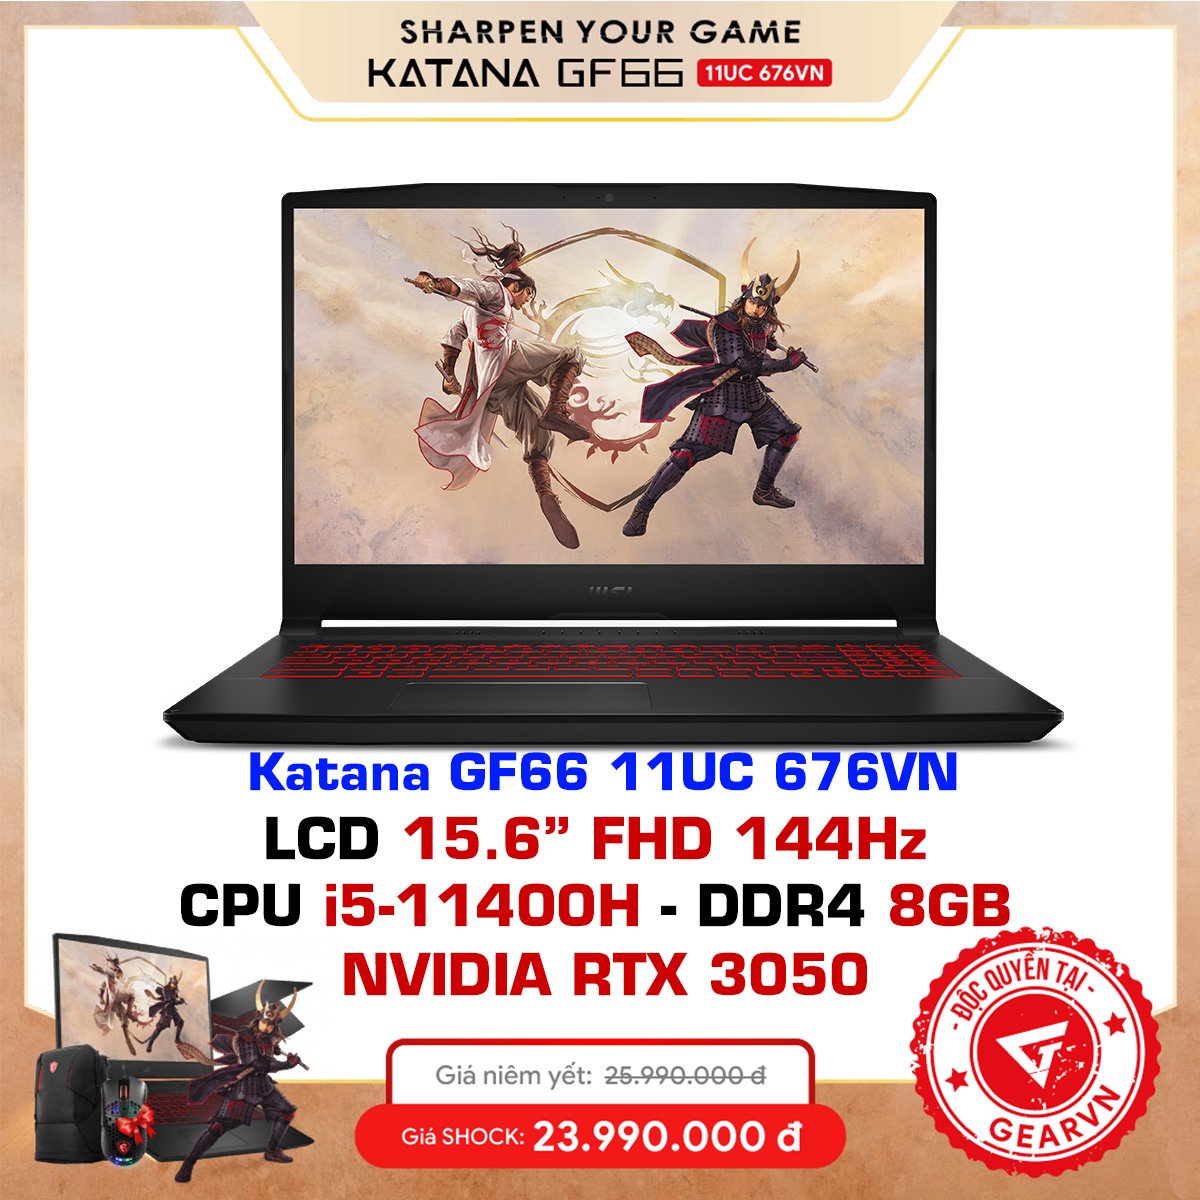 SHARPEN YOUR GAME
KATANA GF66 11UC 676VN
msi
Katana GF66 11UC 676VN
LCD 15.6” FHD 144Hz
CPU i5-11400H - DDR4 8GB
NVIDIA RTX 3050
- ĐỘC QUYỀN TẠI -
GEARVN
Giá niêm yết: 25.990.000 đ
Giá SHOCK: 23.990.000 đ